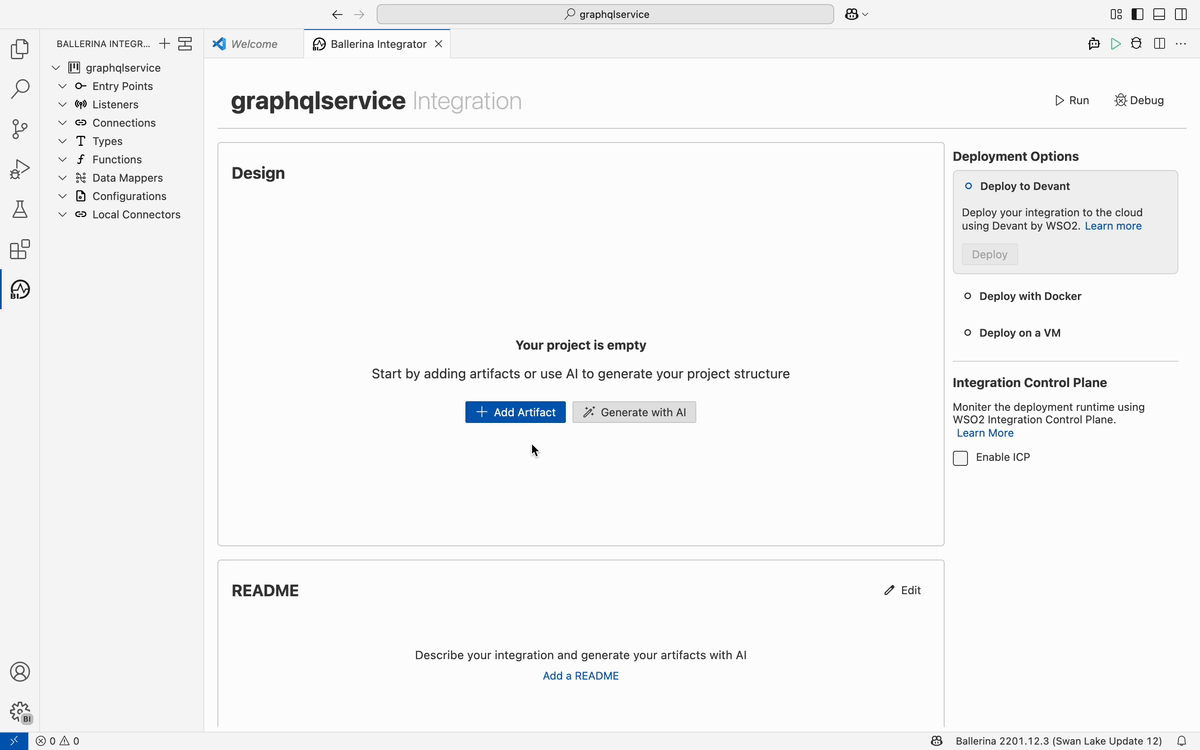 graphqlservice
BALLERINA INTEGR...
Welcome
Ballerina Integrator
graphqlservice
Entry Points
Listeners
Connections
Types
Functions
Data Mappers
Configurations
Local Connectors
graphqlservice Integration
Run
Debug
Design
Your project is empty
Start by adding artifacts or use AI to generate your project structure
Add Artifact
Generate with AI
README
Edit
Describe your integration and generate your artifacts with AI
Add a README
Deployment Options
Deploy to Devant
Deploy your integration to the cloud
using Devant by WSO2. Learn more
Deploy
Deploy with Docker
Deploy on a VM
Integration Control Plane
Moniter the deployment runtime using
WSO2 Integration Control Plane.
Learn More
Enable ICP
BI
BI
0 0
Ballerina 2201.12.3 (Swan Lake Update 12)